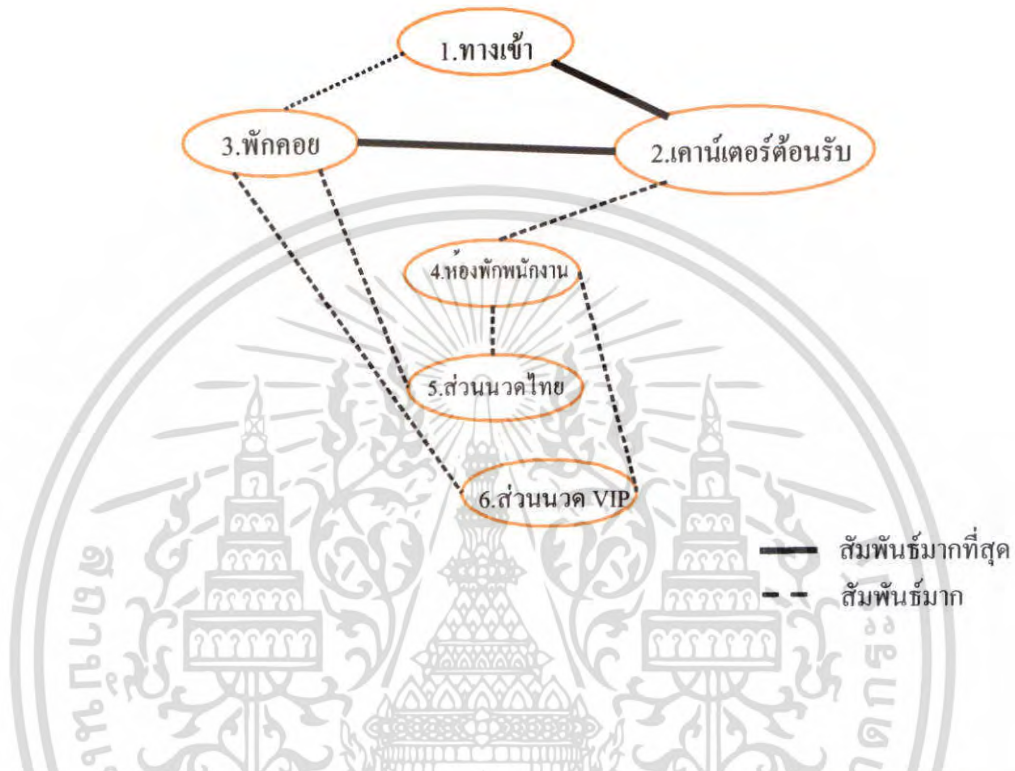 1.ทางเข้า
3.พักคอย
2.เคาน์เตอร์ต้อนรับ
4.ห้องพักพนักงาน
5.ส่วนนวดไทย
6.ส่วนนวด VIP
สัมพันธ์มากที่สุด
สัมพันธ์มาก